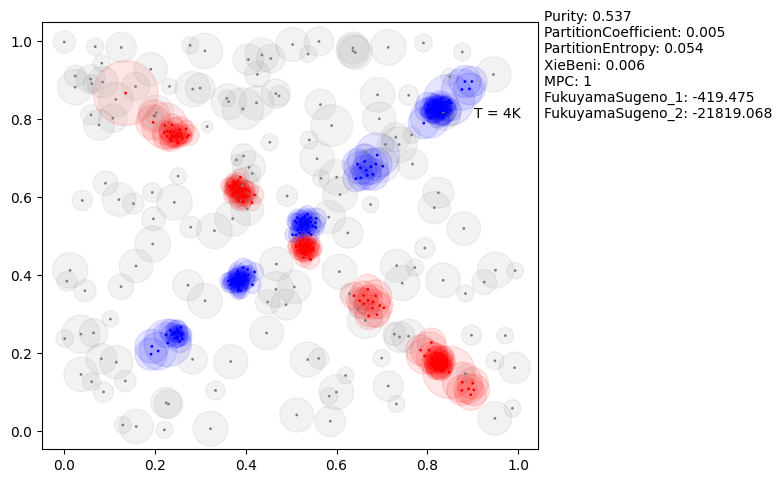 Purity: 0.537
PartitionCoefficient: 0.005
PartitionEntropy: 0.054
XieBeni: 0.006
MPC: 1
FukuyamaSugeno_1: -419.475
FukuyamaSugeno_2: -21819.068
T = 4K
1.0
0.8
0.6
0.4
0.2
0.0
0.0 0.2 0.4 0.6 0.8 1.0